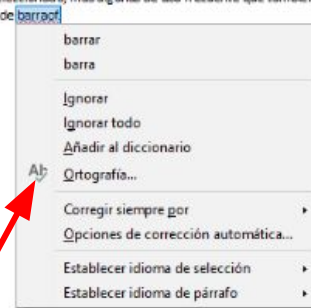 de barraof
barrar
barra
Ignorar
Ignorar todo
Añadir al diccionario
Ortografía...
Corregir siempre por
Opciones de corrección automática...
Establecer idioma de selección
Establecer idioma de párrafo